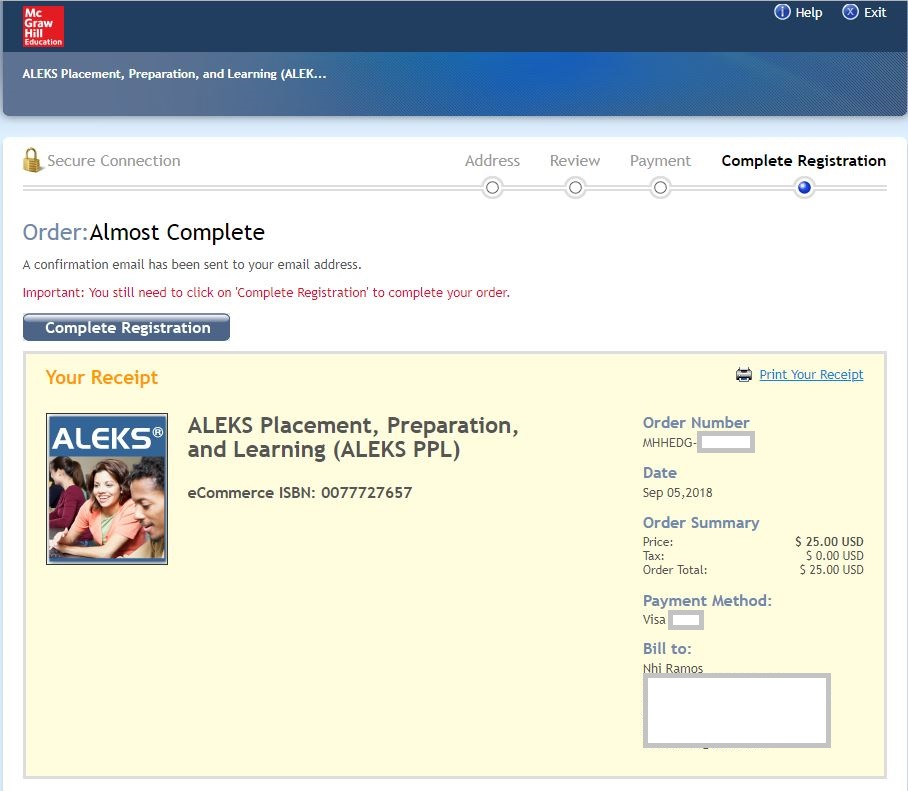 Mc
Graw
Hill
Education
Help
Exit
ALEKS Placement, Preparation, and Learning (ALEK...
Secure Connection
Address
Review
Payment
Complete Registration
Order:Almost Complete
A confirmation email has been sent to your email address.
Important: You still need to click on 'Complete Registration' to complete your order.
Complete Registration
Your Receipt
Print Your Receipt
ALEKS®
ALEKS Placement, Preparation,
and Learning (ALEKS PPL)
eCommerce ISBN: 0077727657
Order Number
MHHEDG-
Date
Sep 05,2018
Order Summary
Price: $ 25.00 USD
Tax: $ 0.00 USD
Order Total: $ 25.00 USD
Payment Method:
Visa
Bill to:
Nhi Ramos